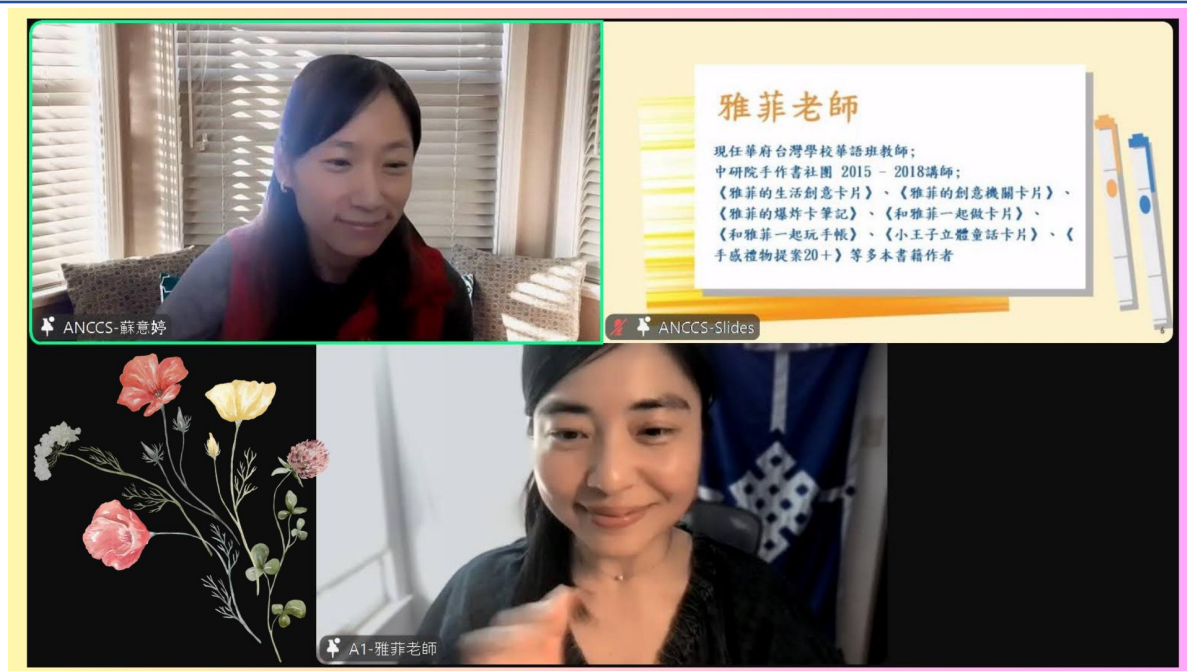 雅菲老師
現任華府台灣學校華語班教師；
中研院手作書社團 2015 - 2018講師；
《雅菲的生活創意卡片》、《雅菲的創意機關卡片》、
《雅菲的爆炸卡筆記》、《和雅菲一起做卡片》、
《和雅菲一起玩手帳》、《小王子立體童話卡片》、《
手感禮物提案20＋》等多本書籍作者
6
ANCCS-蘇意婷
ANCCS-Slides
A1-雅菲老師